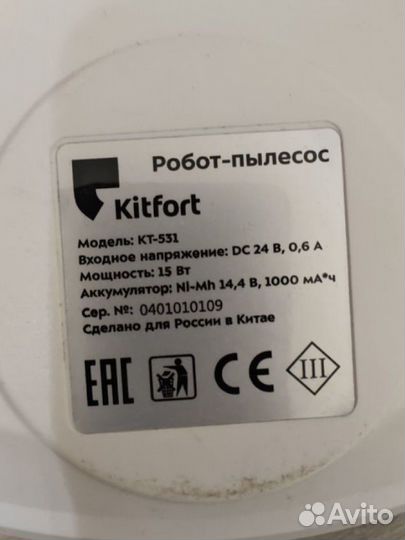 Робот-пылесос
Kitfort
Модель: КТ-531
Входное напряжение: DC 24 В, 0,6 А
Мощность: 15 Вт
Аккумулятор: Ni-Mh 14,4 В, 1000 мА*ч
Сер. №: 0401010109
Сделано для России в Китае
EAC CE III
Avito